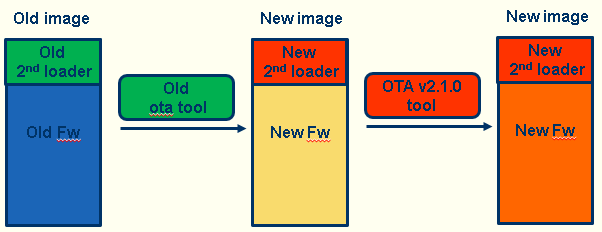 Old image
New image
New image
Old
2nd loader
New
2nd loader
New
2nd loader
Old
ota tool
OTA v2.1.0
tool
Old Fw
New Fw
New Fw